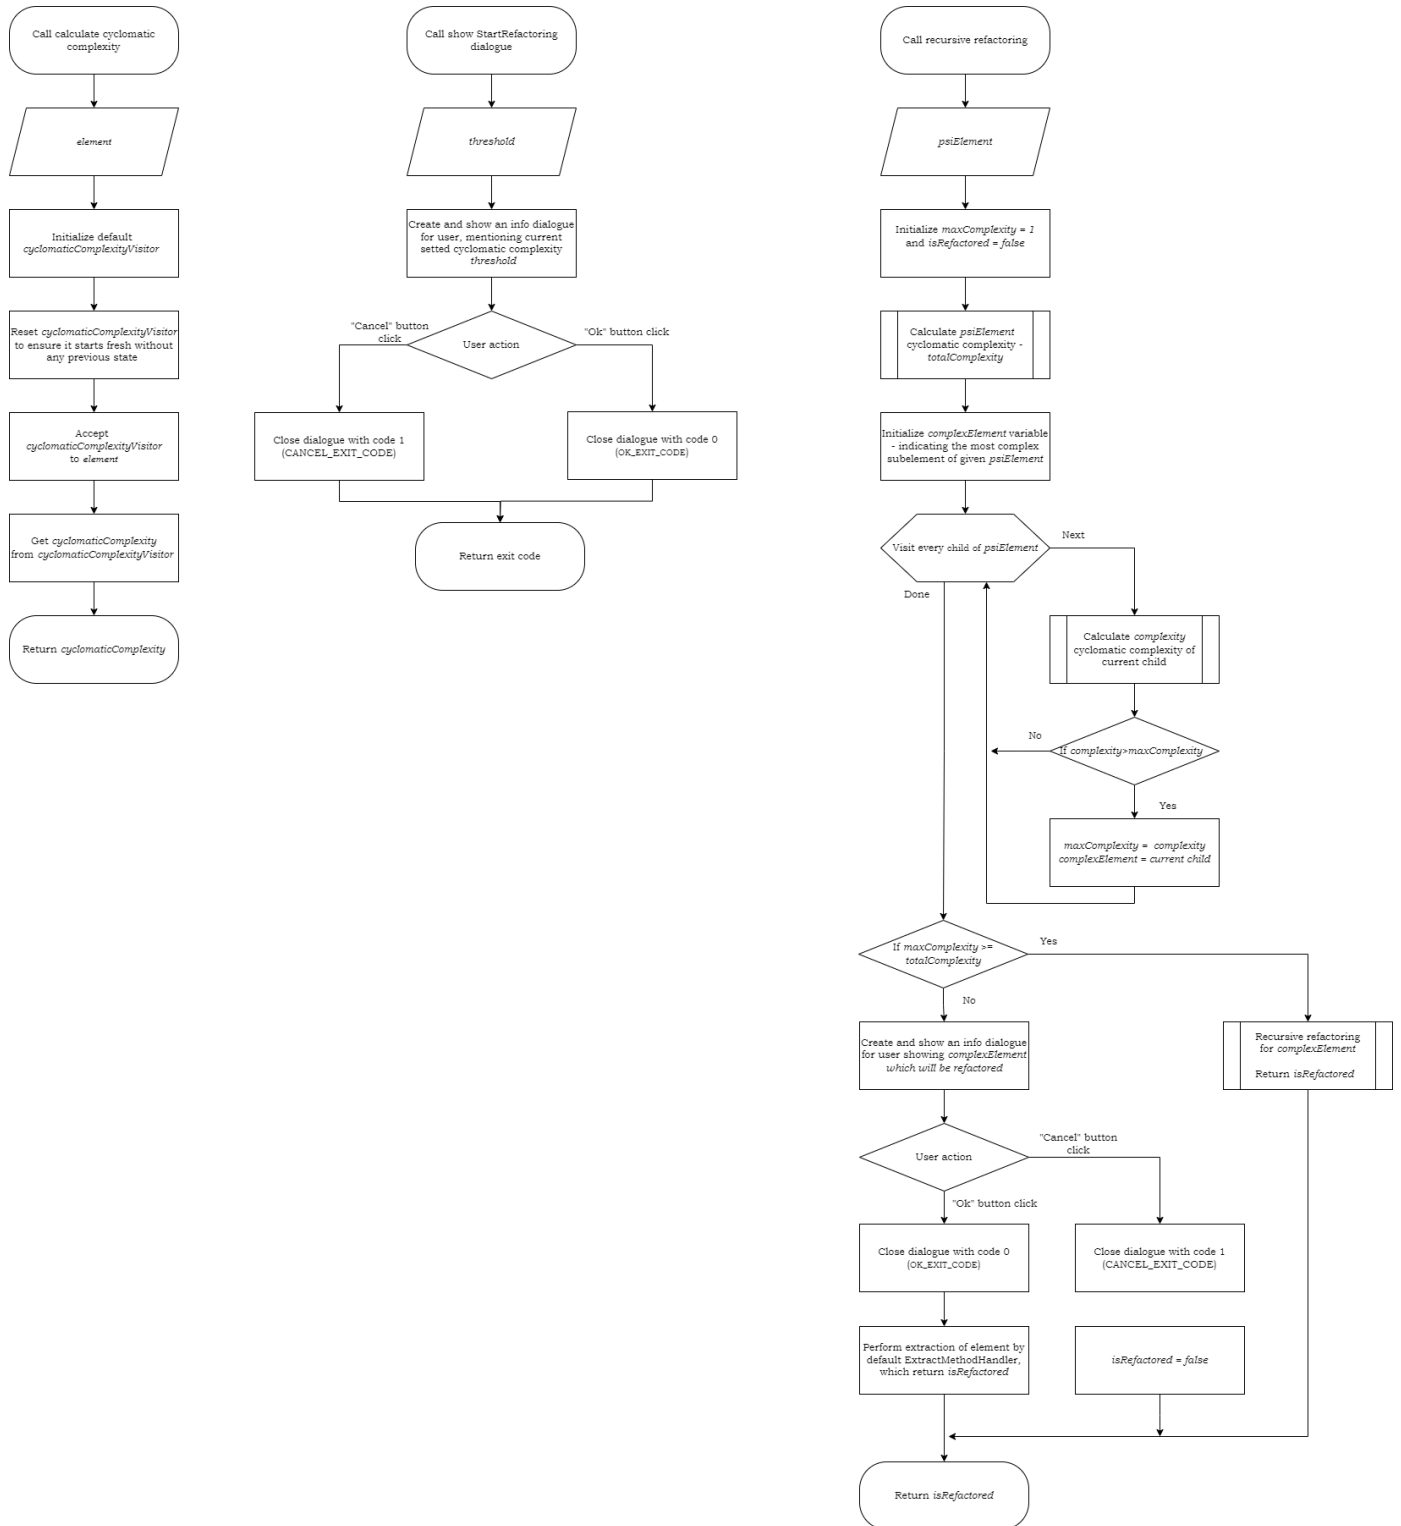 Call calculate cyclomatic
complexity
element
Initialize default
cyclomaticComplexityVisitor
Reset cyclomaticComplexityVisitor
to ensure it starts fresh without
any previous state
Accept
cyclomaticComplexityVisitor
to element
Get cyclomaticComplexity
from cyclomaticComplexityVisitor
Return cyclomaticComplexity
Call show StartRefactoring
dialogue
threshold
Create and show an info dialogue
for user, mentioning current
setted cyclomatic complexity
threshold
"Cancel" button
click
User action
"Ok" button click
Close dialogue with code 1
(CANCEL_EXIT_CODE)
Close dialogue with code 0
(OK_EXIT_CODE)
Return exit code
Call recursive refactoring
psiElement
Initialize maxComplexity = 1
and isRefactored = false
Calculate psiElement
cyclomatic complexity -
totalComplexity
Initialize complexElement variable
- indicating the most complex
subelement of given psiElement
Visit every child of psiElement
Next
Done
Calculate complexity
cyclomatic complexity of
current child
No
If complexity>maxComplexity
Yes
maxComplexity = complexity
complexElement = current child
If maxComplexity >=
totalComplexity
Yes
No
Create and show an info dialogue
for user showing complexElement
which will be refactored
Recursive refactoring
for complexElement
Return isRefactored
User action
"Cancel" button
click
"Ok" button click
Close dialogue with code 0
(OK_EXIT_CODE)
Close dialogue with code 1
(CANCEL_EXIT_CODE)
Perform extraction of element by
default ExtractMethodHandler,
which return isRefactored
isRefactored = false
Return isRefactored